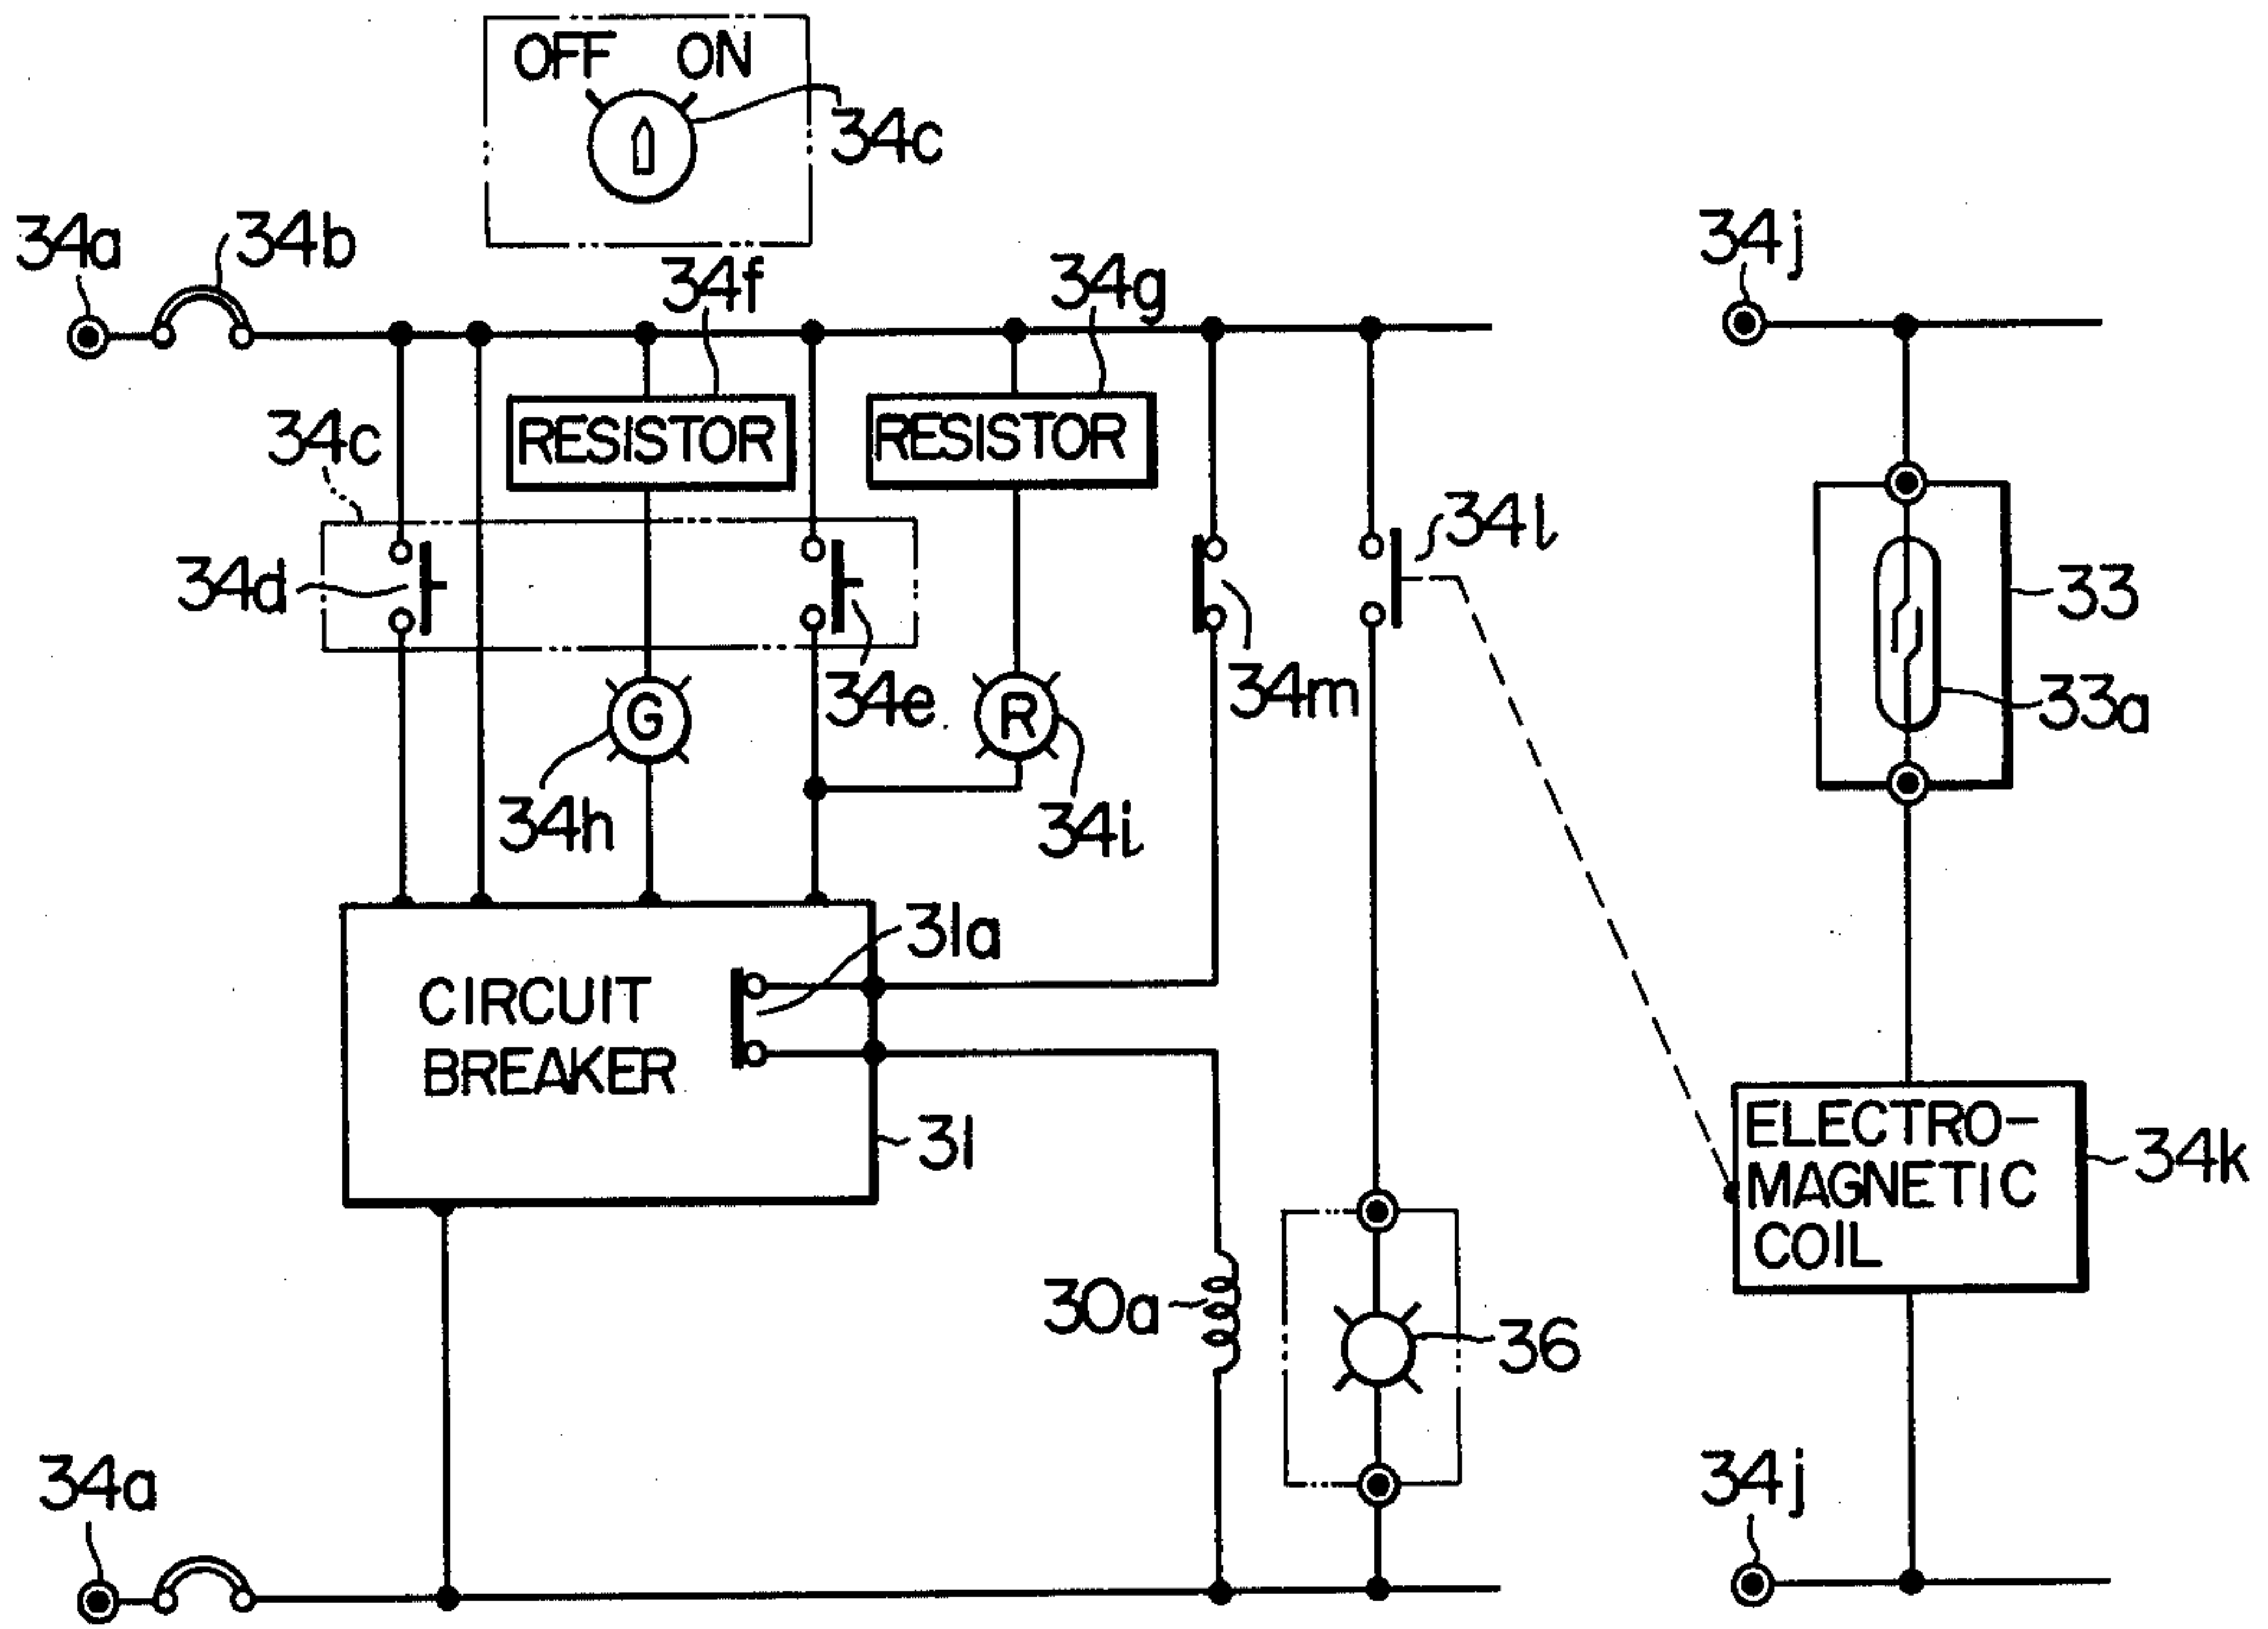 OFF ON
34c
34a
34b
34f
34g
34j
34c
RESISTOR
RESISTOR
34l
34d
33
34e
34m
33a
G
R
34h
34i
31a
CIRCUIT
BREAKER
31
ELECTRO-
MAGNETIC
COIL
34k
30a
36
34a
34j